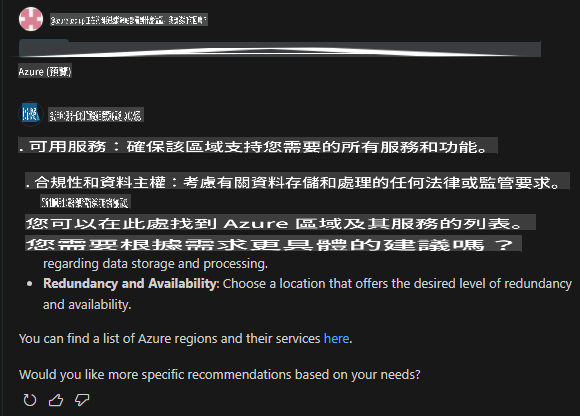 Azure (預覽)
. 可用服務：確保該區域支持您需要的所有服務和功能。
. 合規性和資料主權：考慮有關資料存儲和處理的任何法律或監管要求。
您可以在此處找到 Azure 區域及其服務的列表。
您需要根據需求更具體的建議嗎？
regarding data storage and processing.
• Redundancy and Availability: Choose a location that offers the desired level of redundancy
and availability.
You can find a list of Azure regions and their services here.
Would you like more specific recommendations based on your needs?